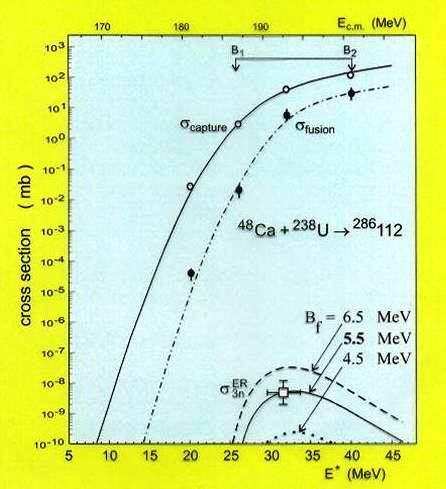 170 180 190 E c.m. (MeV)
10³
10²
10¹
10⁰
10⁻¹
10⁻²
10⁻³
10⁻⁴
10⁻⁵
10⁻⁶
10⁻⁷
10⁻⁸
10⁻⁹
10⁻¹⁰
cross section (mb)
B₁ B₂
σcapture
σfusion
⁴⁸Ca + ²³⁸U → ²⁸⁶112
B_f = 6.5 MeV
5.5 MeV
4.5 MeV
σ ER 3n
5 10 15 20 25 30 35 40 45
E* (MeV)